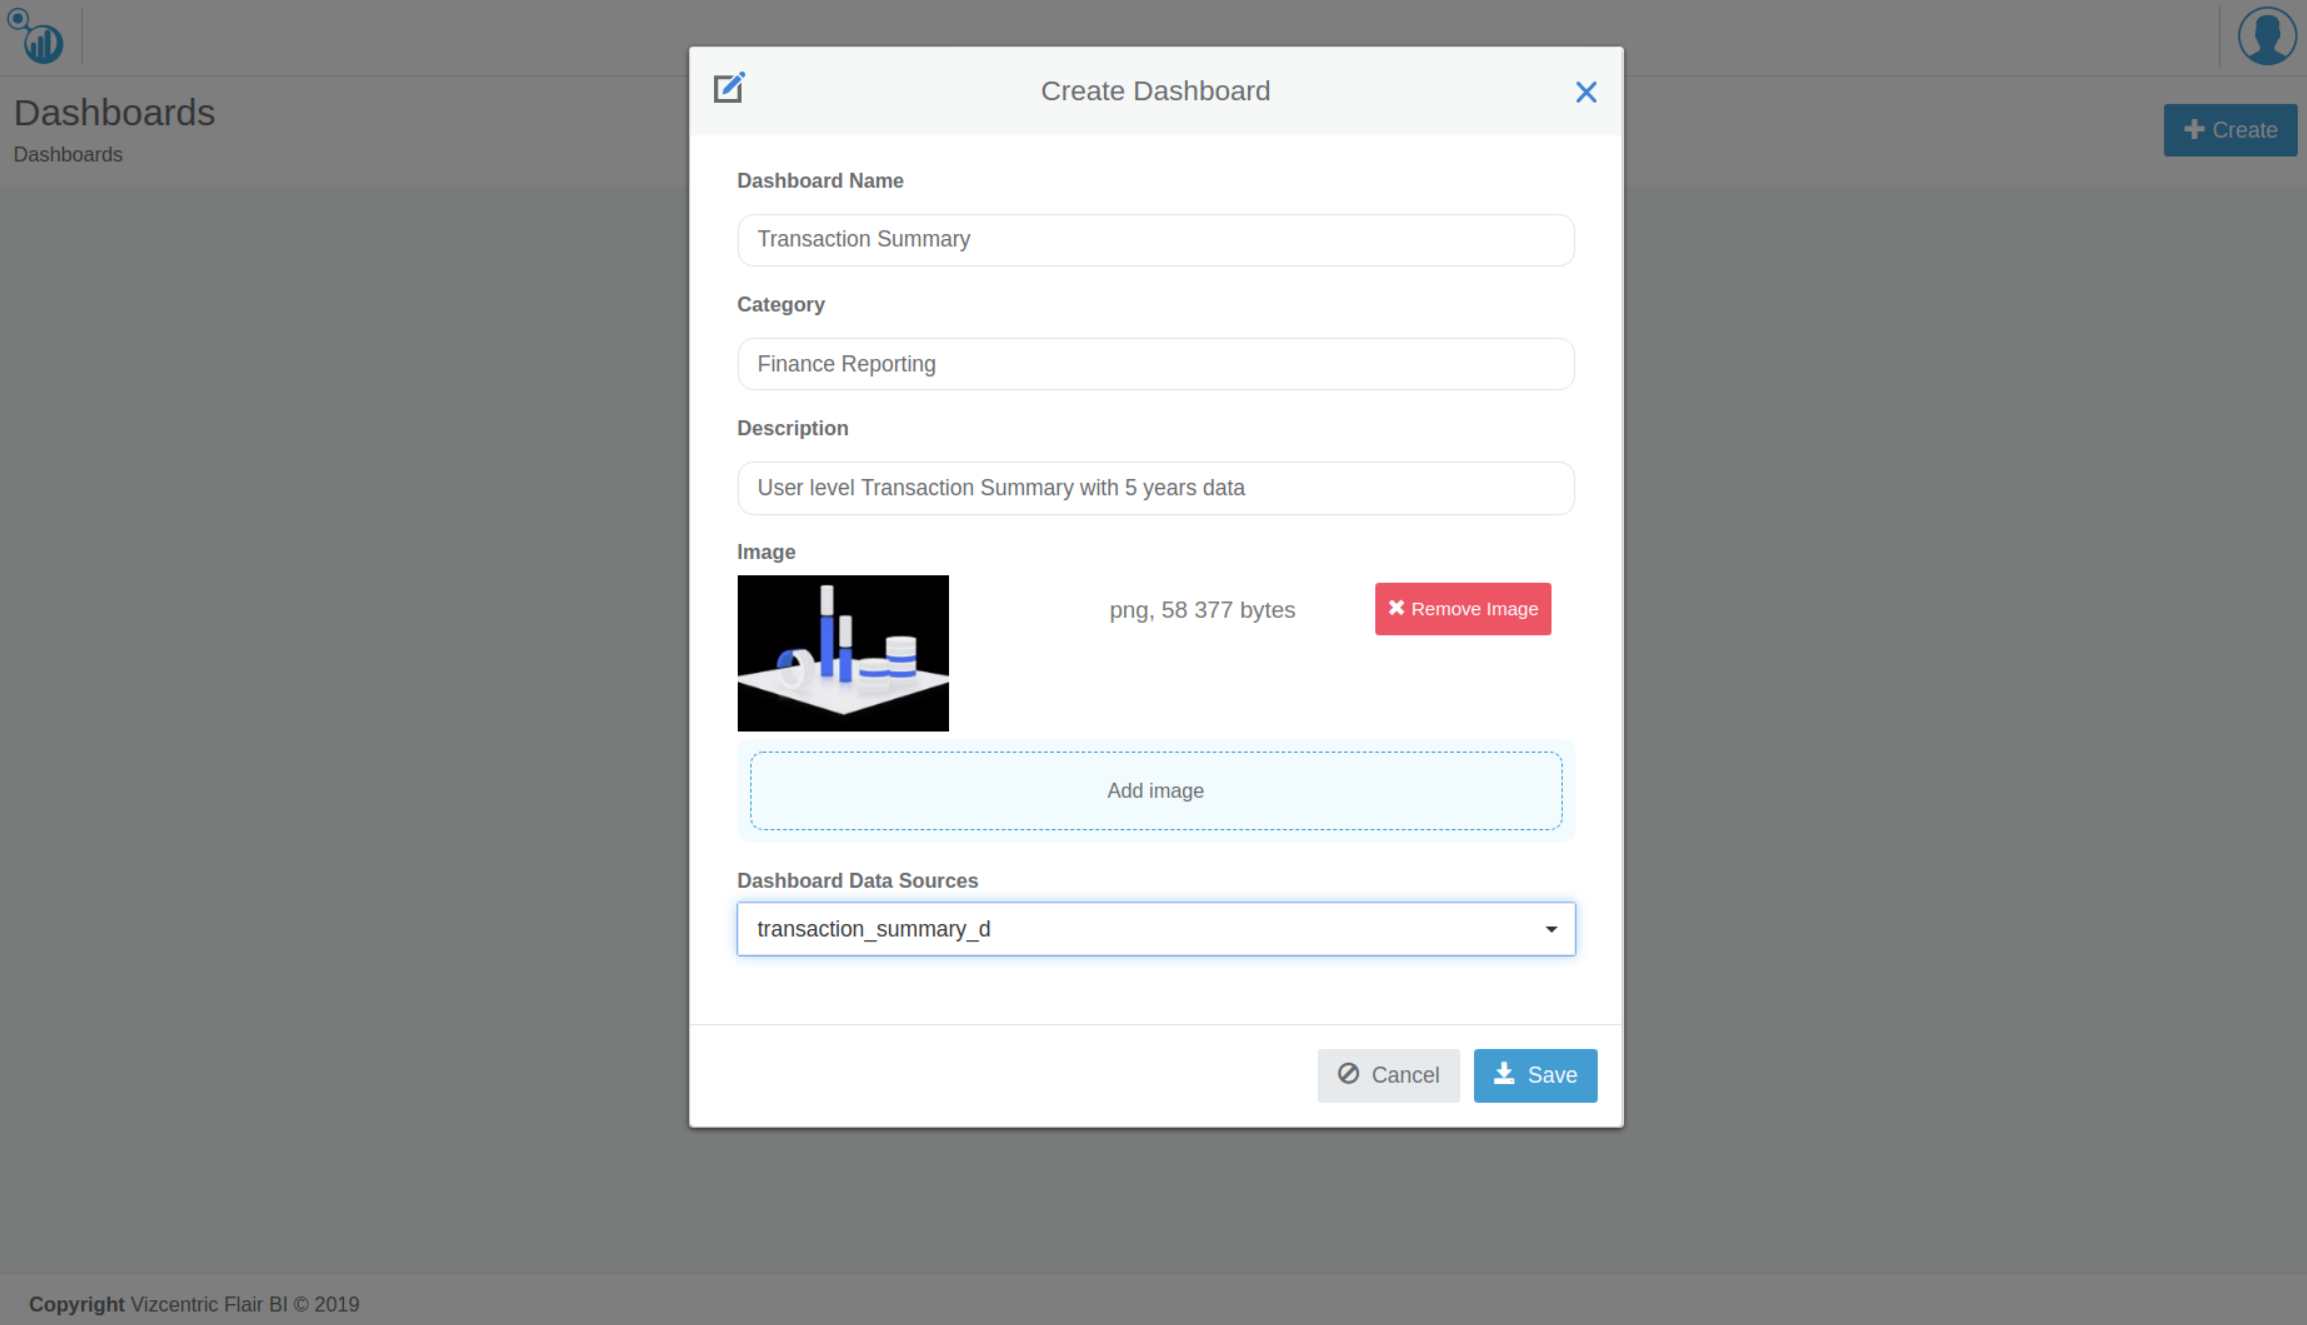 Dashboards
Dashboards
Create
Create Dashboard
Dashboard Name
Transaction Summary
Category
Finance Reporting
Description
User level Transaction Summary with 5 years data
Image
png, 58 377 bytes
Remove Image
Add image
Dashboard Data Sources
transaction_summary_d
Cancel
Save
Copyright Vizcentric Flair BI © 2019